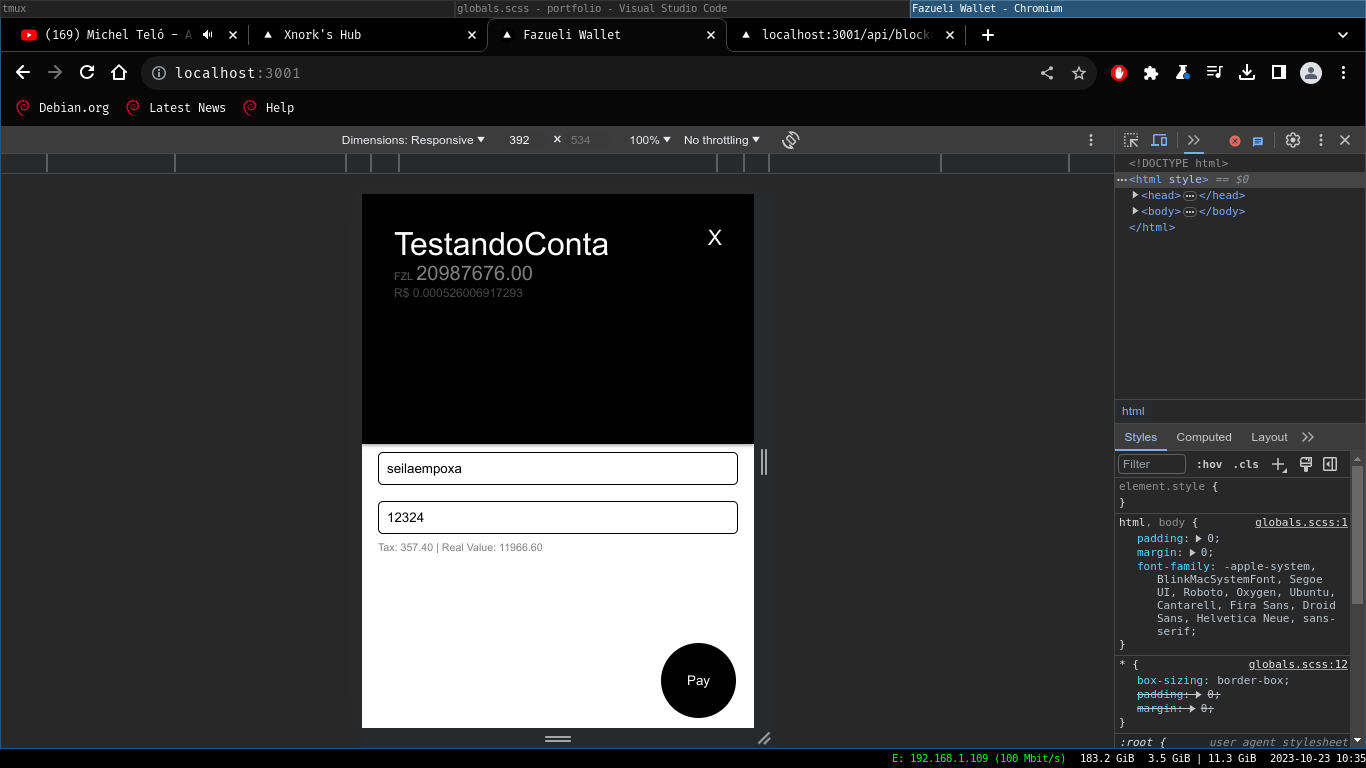 tmux
globals.scss - portfolio - Visual Studio Code
Fazueli Wallet - Chromium
(169) Michel Teló - A
Xnork's Hub
Fazueli Wallet
localhost:3001/api/block
localhost:3001
Debian.org
Latest News
Help
Dimensions: Responsive
392 × 534
100%
No throttling
<!DOCTYPE html>
<html style> == $0
<head> </head>
<body> </body>
</html>
TestandoConta
X
FZL 20987676.00
R$ 0.000526006917293
seilaempoxa
12324
Tax: 357.40 | Real Value: 11966.60
Pay
html
Styles Computed Layout
Filter :hov .cls
element.style {
}
html, body { globals.scss:1
padding: 0;
margin: 0;
font-family: -apple-system,
BlinkMacSystemFont, Segoe
UI, Roboto, Oxygen, Ubuntu,
Cantarell, Fira Sans, Droid
Sans, Helvetica Neue, sans-
serif;
}
* { globals.scss:12
box-sizing: border-box;
padding: 0;
margin: 0;
}
:root { user agent stylesheet
E: 192.168.1.109 (100 Mbit/s) 183.2 GiB 3.5 GiB | 11.3 GiB 2023-10-23 10:35